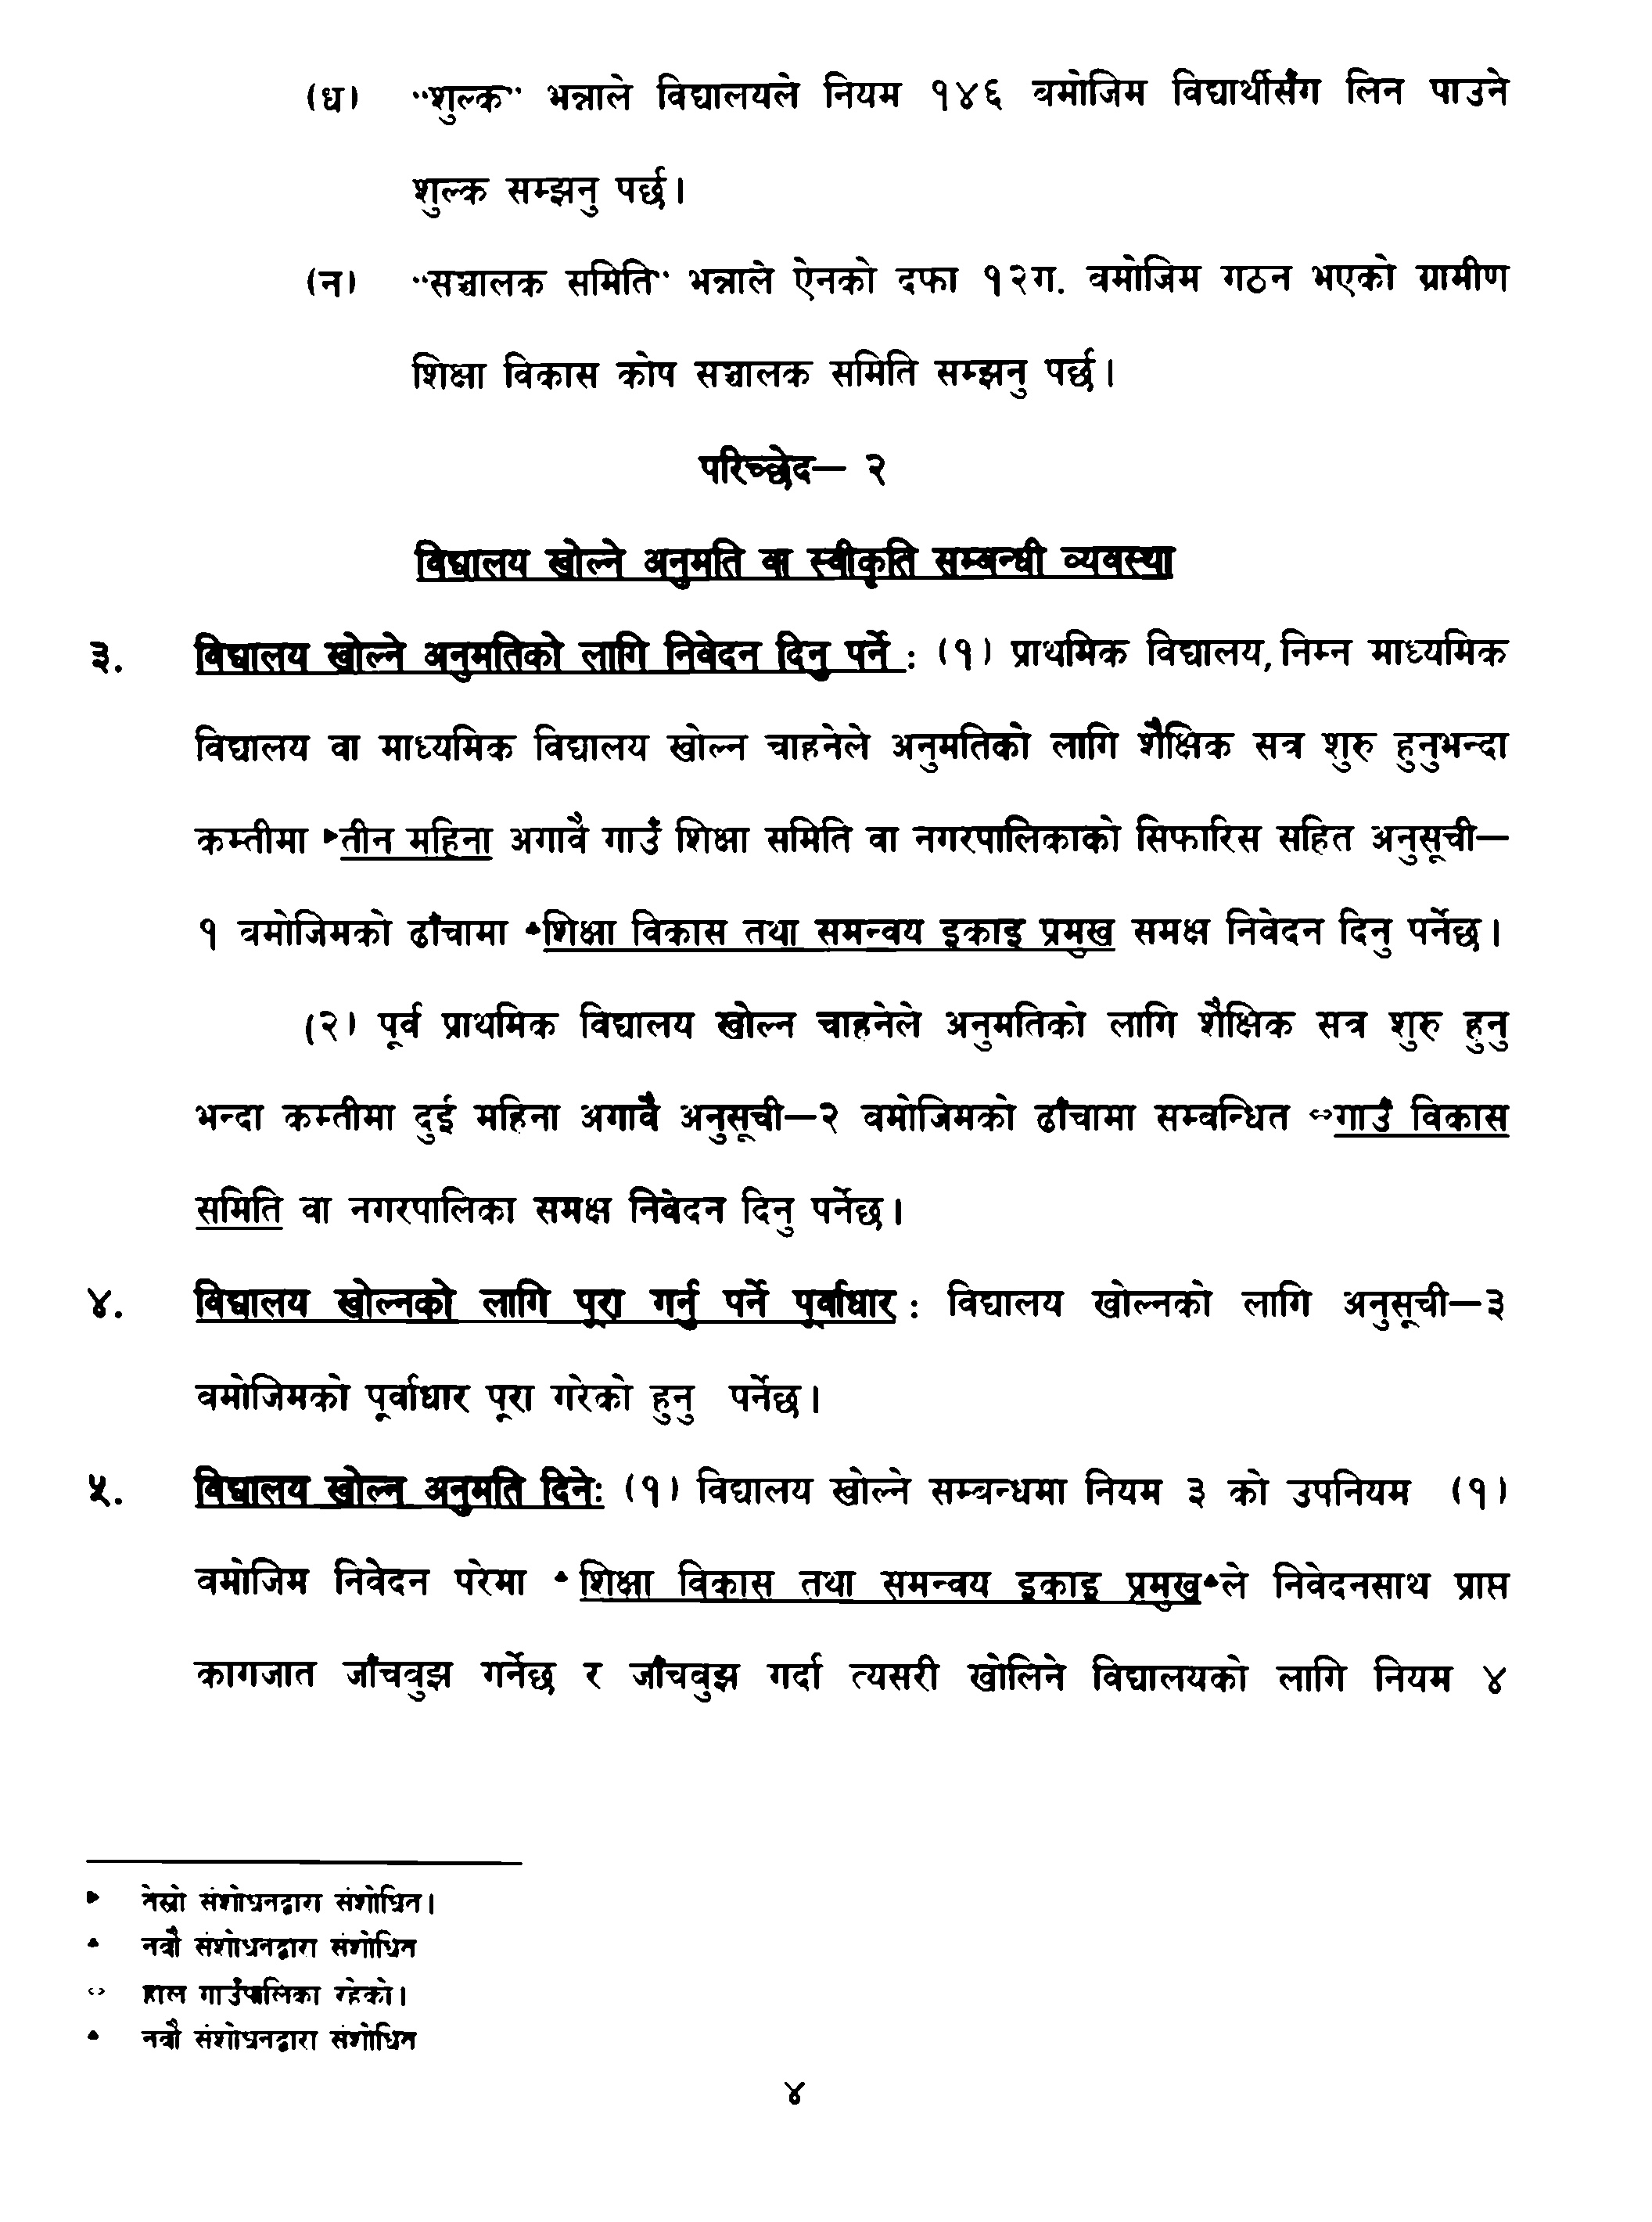 (ध) "शुल्क" भन्नाले विद्यालयले नियम १४६ बमोजिम विद्यार्थीसँग लिन पाउने
शुल्क सम्झनु पर्छ।
(न) "सञ्चालक समिति" भन्नाले ऐनको दफा १२ग. बमोजिम गठन भएको ग्रामीण
शिक्षा विकास कोष सञ्चालक समिति सम्झनु पर्छ।
परिच्छेद– २
विद्यालय खोल्ने अनुमति वा स्वीकृति सम्बन्धी व्यवस्था
३. विद्यालय खोल्ने अनुमतिको लागि निवेदन दिनु पर्ने : (१) प्राथमिक विद्यालय, निम्न माध्यमिक
विद्यालय वा माध्यमिक विद्यालय खोल्न चाहनेले अनुमतिको लागि शैक्षिक सत्र शुरु हुनुभन्दा
कम्तीमा ▶तीन महिना अगावै गाउँ शिक्षा समिति वा नगरपालिकाको सिफारिस सहित अनुसूची–
१ बमोजिमको ढाँचामा ♣शिक्षा विकास तथा समन्वय इकाइ प्रमुख समक्ष निवेदन दिनु पर्नेछ।
(२) पूर्व प्राथमिक विद्यालय खोल्न चाहनेले अनुमतिको लागि शैक्षिक सत्र शुरु हुनु
भन्दा कम्तीमा दुई महिना अगावै अनुसूची–२ बमोजिमको ढाँचामा सम्बन्धित ⇔गाउँ विकास
समिति वा नगरपालिका समक्ष निवेदन दिनु पर्नेछ।
४. विद्यालय खोल्नको लागि पूरा गर्नु पर्ने पूर्वाधार : विद्यालय खोल्नको लागि अनुसूची–३
बमोजिमको पूर्वाधार पूरा गरेको हुनु पर्नेछ।
५. विद्यालय खोल्न अनुमति दिने: (१) विद्यालय खोल्ने सम्बन्धमा नियम ३ को उपनियम (१)
बमोजिम निवेदन परेमा ♣ शिक्षा विकास तथा समन्वय इकाइ प्रमुख♣ले निवेदनसाथ प्राप्त
कागजात जाँचबुझ गर्नेछ र जाँचबुझ गर्दा त्यसरी खोलिने विद्यालयको लागि नियम ४
▶ तेस्रो संशोधनद्वारा संशोधित।
♣ नवौं संशोधनद्वारा संशोधित
⇔ हाल गाउँपालिका रहेको।
♣ नवौं संशोधनद्वारा संशोधित
४